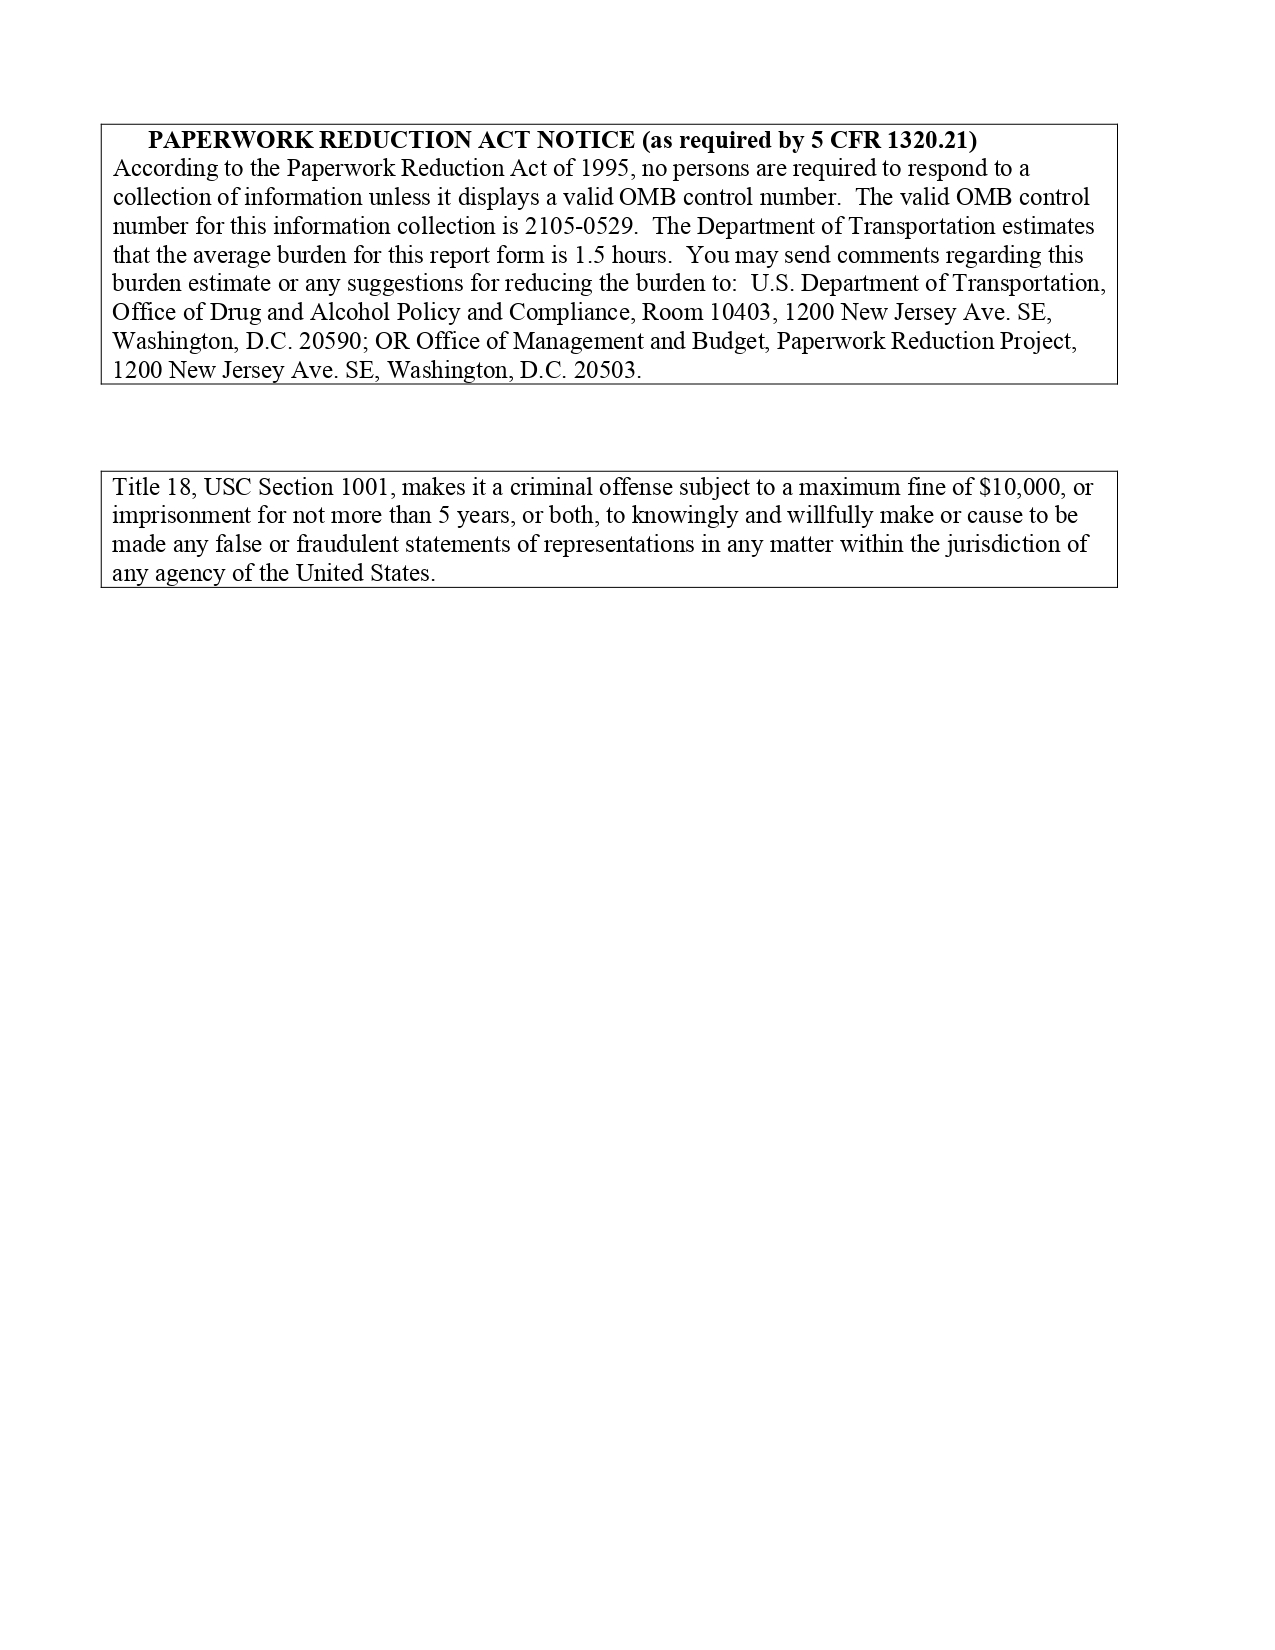 PAPERWORK REDUCTION ACT NOTICE (as required by 5 CFR 1320.21)
According to the Paperwork Reduction Act of 1995, no persons are required to respond to a
collection of information unless it displays a valid OMB control number.  The valid OMB control
number for this information collection is 2105-0529.  The Department of Transportation estimates
that the average burden for this report form is 1.5 hours.  You may send comments regarding this
burden estimate or any suggestions for reducing the burden to:  U.S. Department of Transportation,
Office of Drug and Alcohol Policy and Compliance, Room 10403, 1200 New Jersey Ave. SE,
Washington, D.C. 20590; OR Office of Management and Budget, Paperwork Reduction Project,
1200 New Jersey Ave. SE, Washington, D.C. 20503.
Title 18, USC Section 1001, makes it a criminal offense subject to a maximum fine of $10,000, or
imprisonment for not more than 5 years, or both, to knowingly and willfully make or cause to be
made any false or fraudulent statements of representations in any matter within the jurisdiction of
any agency of the United States.